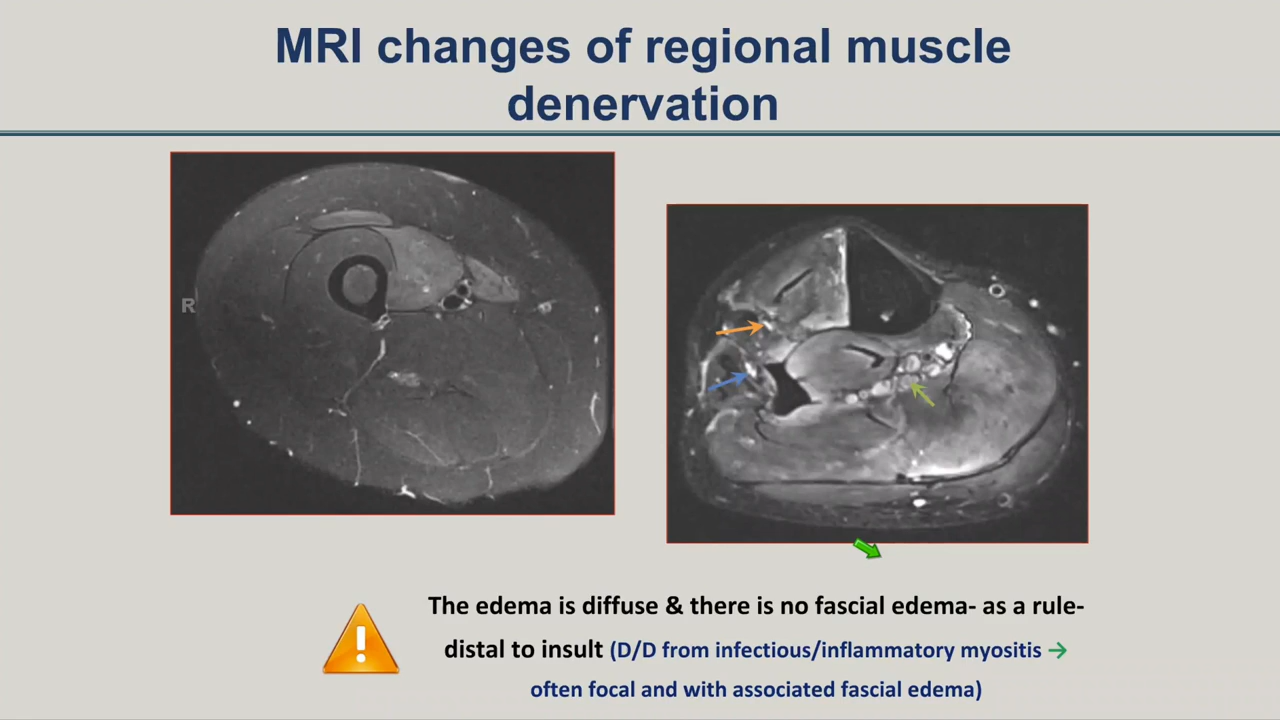 MRI changes of regional muscle
denervation
R
The edema is diffuse & there is no fascial edema- as a rule-
distal to insult (D/D from infectious/inflammatory myositis →
often focal and with associated fascial edema)